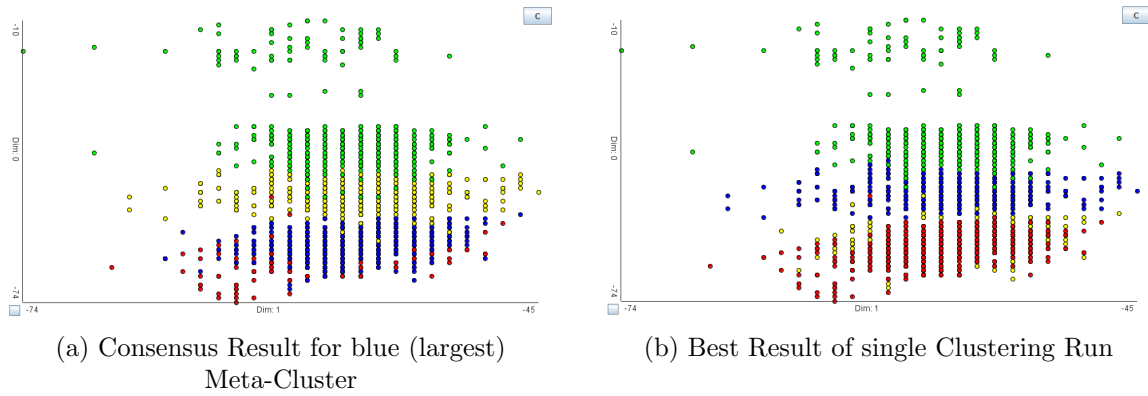 c
-10
Dim: 0
-74
-74
Dim: 1
-45
(a) Consensus Result for blue (largest)
Meta-Cluster
c
-10
Dim: 0
-74
-74
Dim: 1
-45
(b) Best Result of single Clustering Run